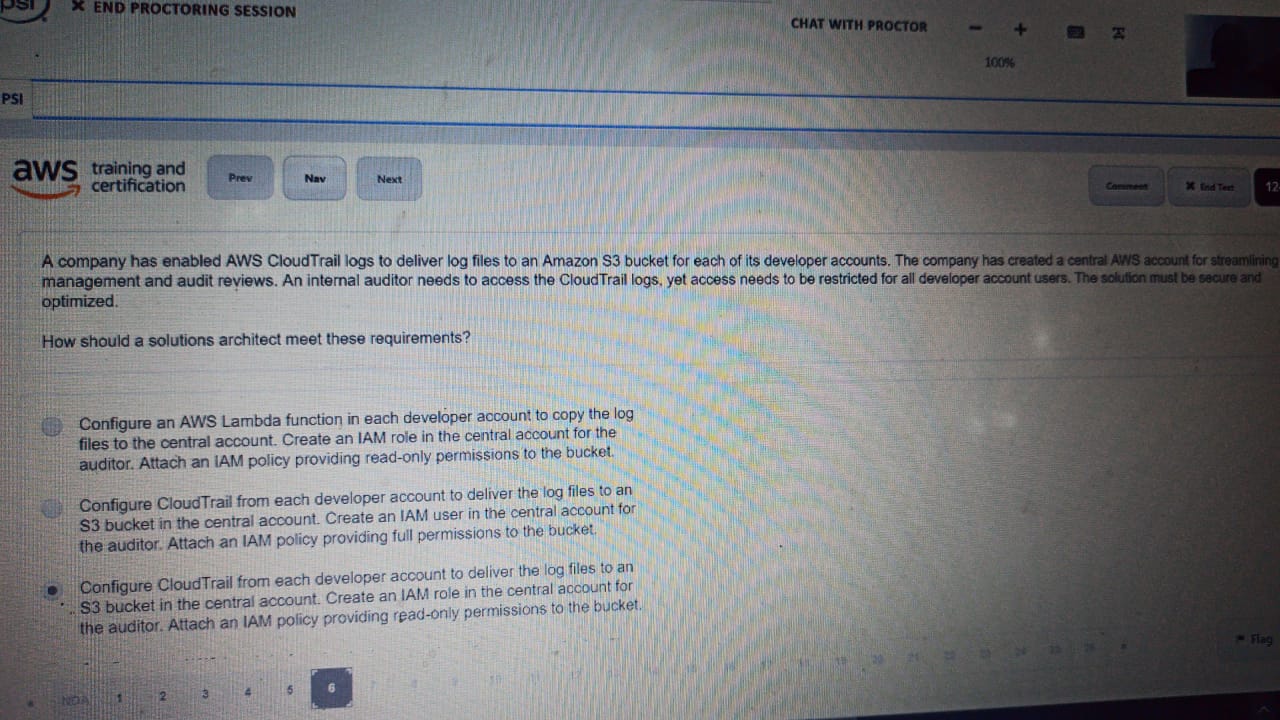 psi
✕ END PROCTORING SESSION
CHAT WITH PROCTOR
− +
100%
PSI
aws training and
certification
Prev
Nav
Next
Comment
✕ End Test
12
A company has enabled AWS CloudTrail logs to deliver log files to an Amazon S3 bucket for each of its developer accounts. The company has created a central AWS account for streamlining
management and audit reviews. An internal auditor needs to access the CloudTrail logs, yet access needs to be restricted for all developer account users. The solution must be secure and
optimized.
How should a solutions architect meet these requirements?
Configure an AWS Lambda function in each developer account to copy the log
files to the central account. Create an IAM role in the central account for the
auditor. Attach an IAM policy providing read-only permissions to the bucket.
Configure CloudTrail from each developer account to deliver the log files to an
S3 bucket in the central account. Create an IAM user in the central account for
the auditor. Attach an IAM policy providing full permissions to the bucket.
Configure CloudTrail from each developer account to deliver the log files to an
S3 bucket in the central account. Create an IAM role in the central account for
the auditor. Attach an IAM policy providing read-only permissions to the bucket.
Flag
NDA 1 2 3 4 5 6 19 20 21 22 23 24 25 26